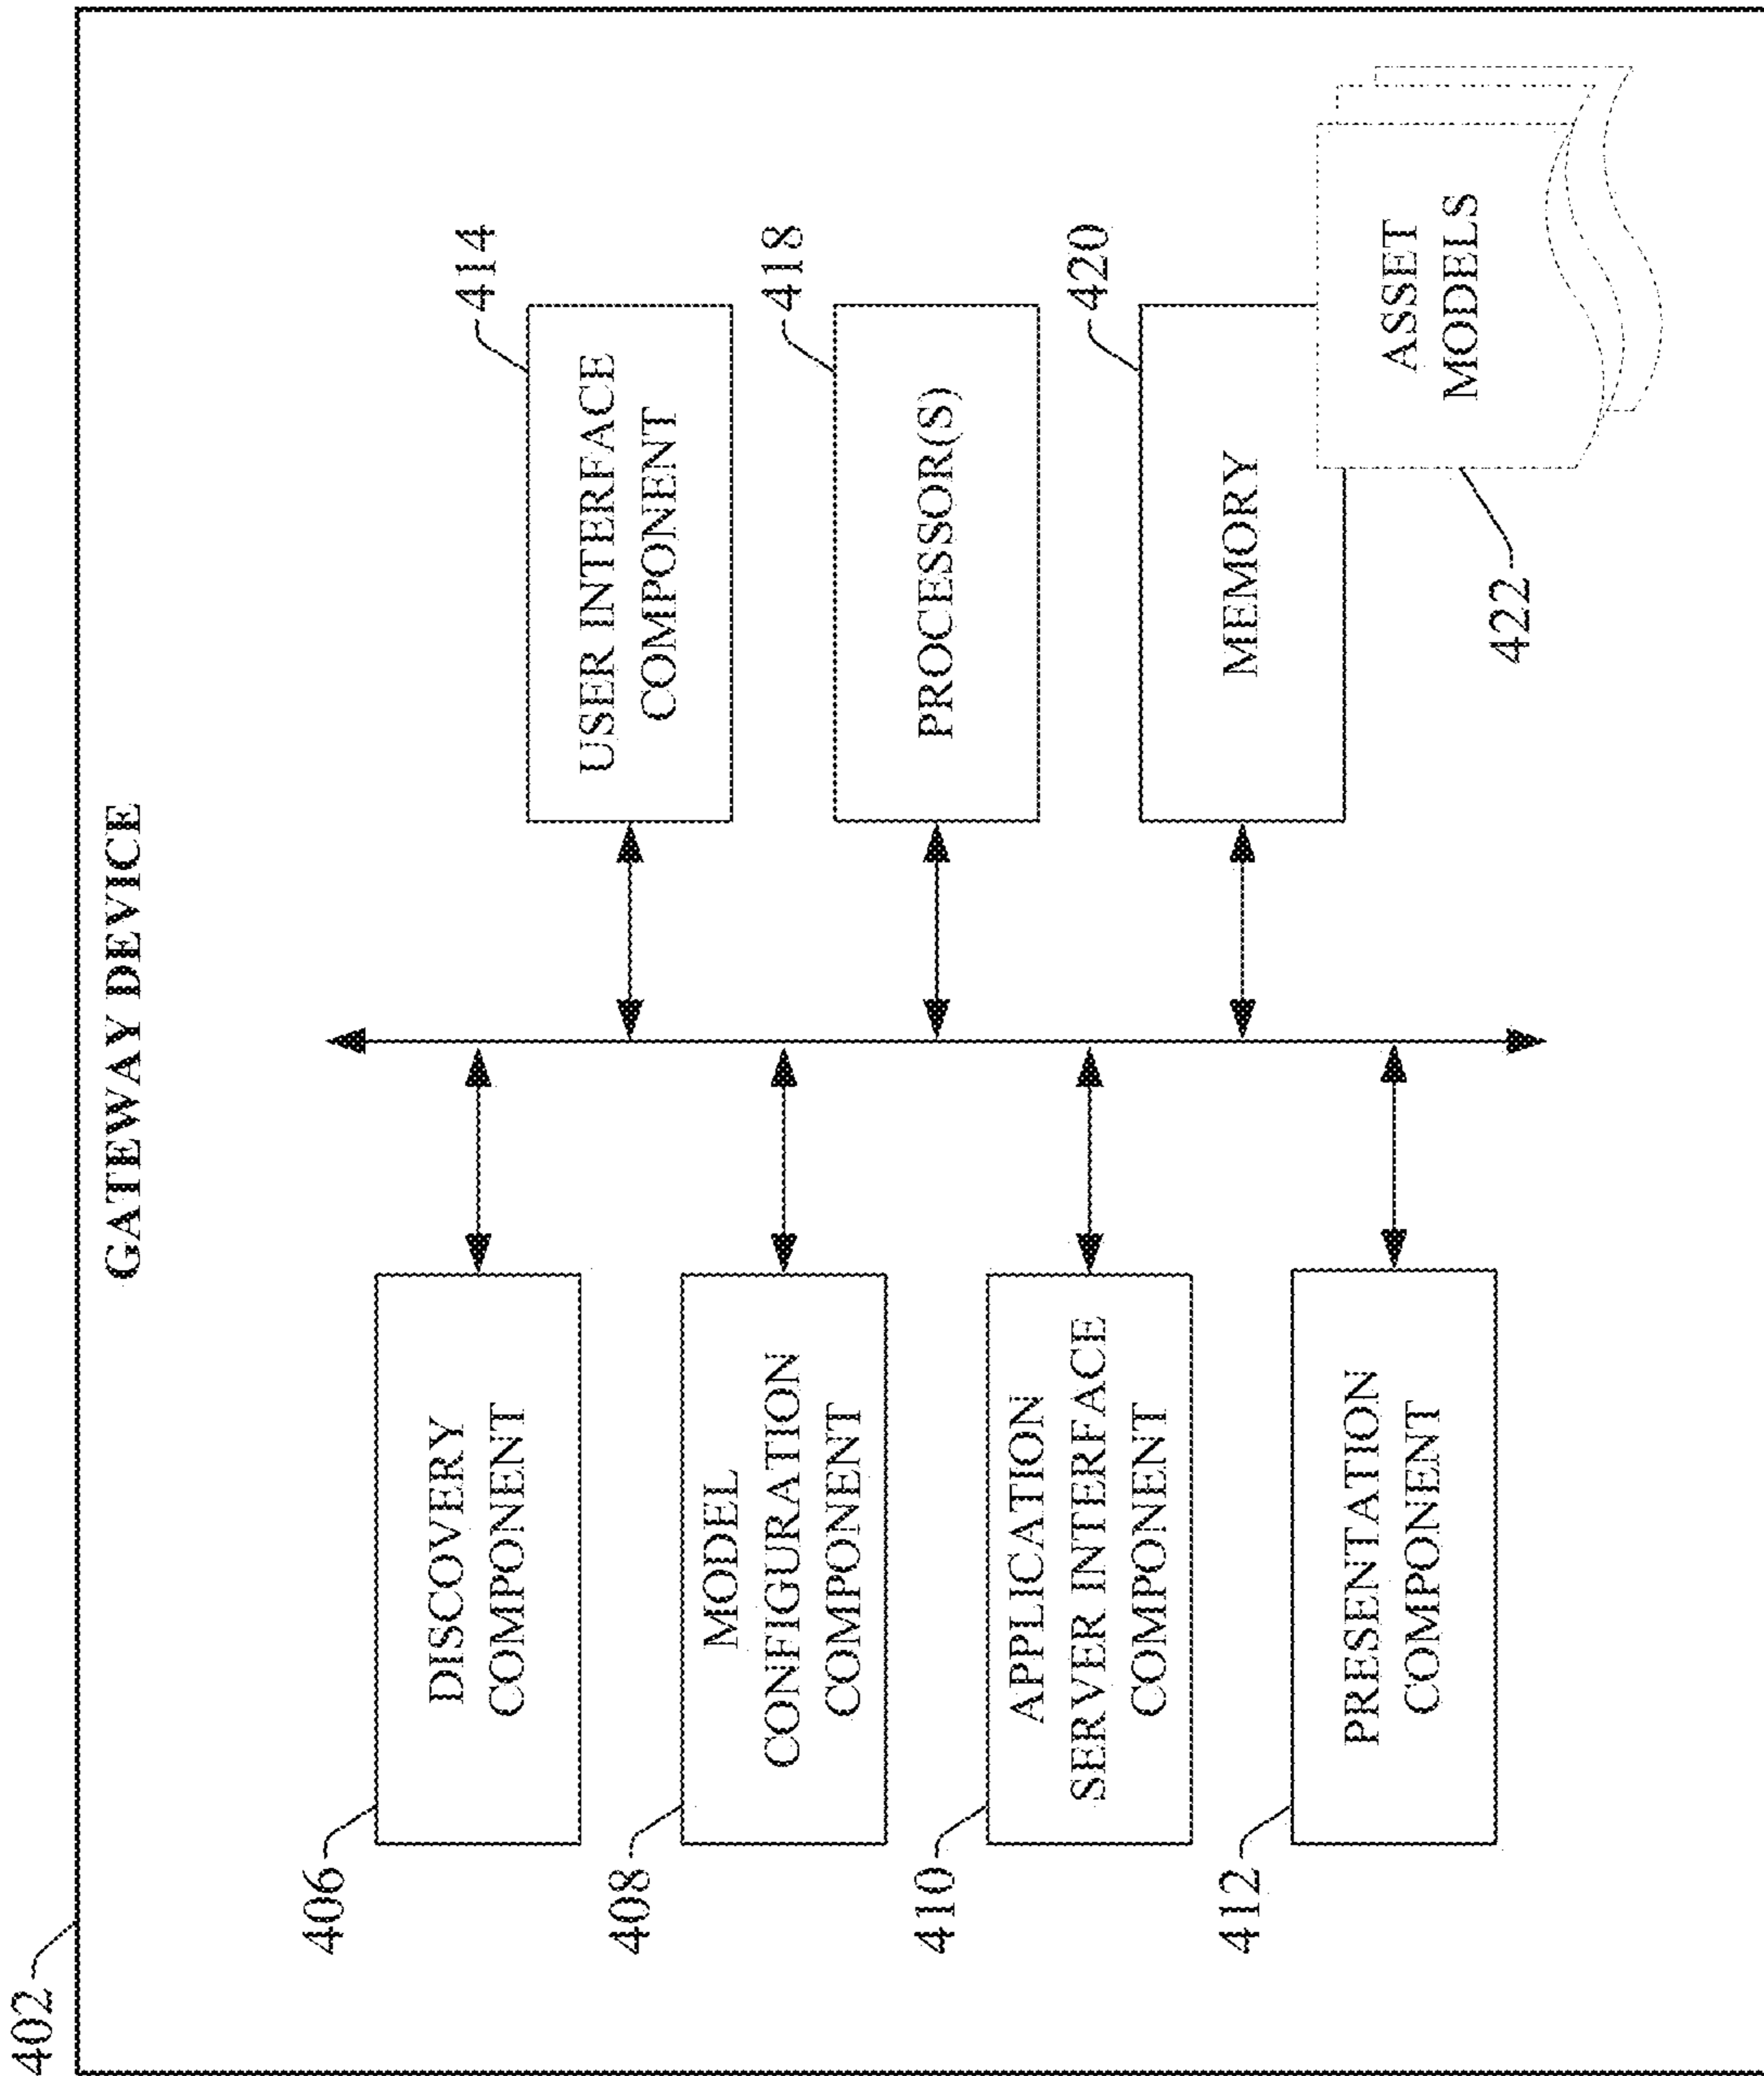 402
GATEWAY DEVICE
406
DISCOVERY
COMPONENT
408
MODEL
CONFIGURATION
COMPONENT
410
APPLICATION
SERVER INTERFACE
COMPONENT
412
PRESENTATION
COMPONENT
414
USER INTERFACE
COMPONENT
418
PROCESSOR(S)
420
MEMORY
422
ASSET
MODELS